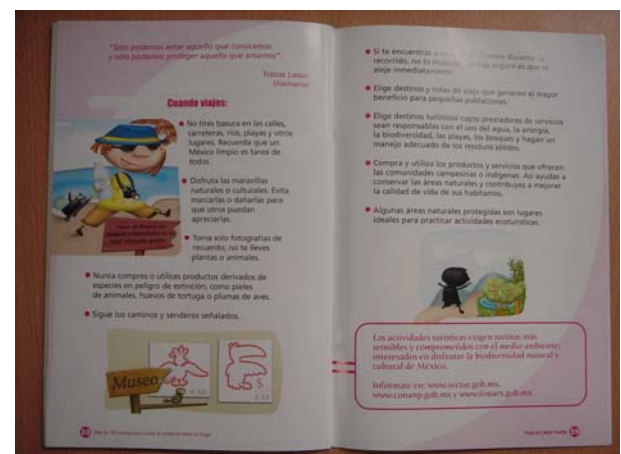 "Sólo podemos amar aquello que conocemos
y sólo podemos proteger aquello que amamos".
Tobias Lasser
Cuando viajes:
No tires basura en las calles,
carreteras, ríos, playas y otros
lugares. Recuerda que un
México limpio es tarea de
todos.
Disfruta las maravillas
naturales o culturales. Evita
marcarlas o dañarlas para
que otros puedan
apreciarlas.
Toma sólo fotografías de
recuerdo; no te lleves
plantas o animales.
Nunca compres o utilices productos derivados de
especies en peligro de extinción, como pieles
de animales, huevos de tortuga o plumas de aves.
Sigue los caminos y senderos señalados.
Museo
Si te encuentras durante tu
recorrido, no lo seguro es que se
aleje inmediatamente.
Elige destinos y rutas de viaje que generen el mayor
beneficio para pequeñas poblaciones.
Elige destinos turísticos cuyos prestadores de servicios
sean responsables con el uso del agua, la energía,
la biodiversidad, las playas, los bosques y hagan un
manejo adecuado de los residuos sólidos.
Compra y utiliza los productos y servicios que ofrecen
las comunidades campesinas o indígenas. Así ayudas a
conservar las áreas naturales y contribuyes a mejorar
la calidad de vida de sus habitantes.
Algunas áreas naturales protegidas son lugares
ideales para practicar actividades ecoturísticas.
Las actividades turísticas exigen turistas más
sensibles y comprometidos con el medio ambiente;
interesados en disfrutar la biodiversidad natural y
cultural de México.
Infórmate en: www.sectur.gob.mx,
www.conanp.gob.mx y www.fonaes.gob.mx